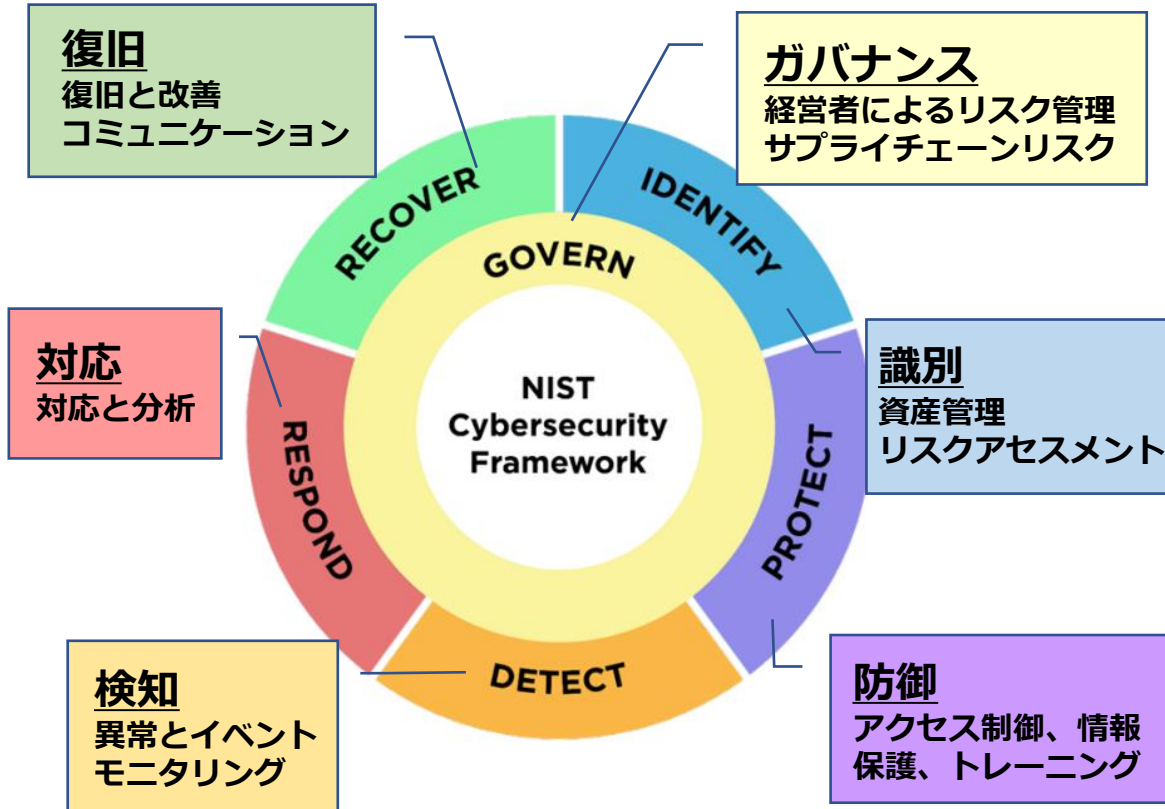 復旧
復旧と改善
コミュニケーション
ガバナンス
経営者によるリスク管理
サプライチェーンリスク
RECOVER
IDENTIFY
GOVERN
対応
対応と分析
NIST
Cybersecurity
Framework
識別
資産管理
リスクアセスメント
RESPOND
PROTECT
DETECT
検知
異常とイベント
モニタリング
防御
アクセス制御、情報
保護、トレーニング